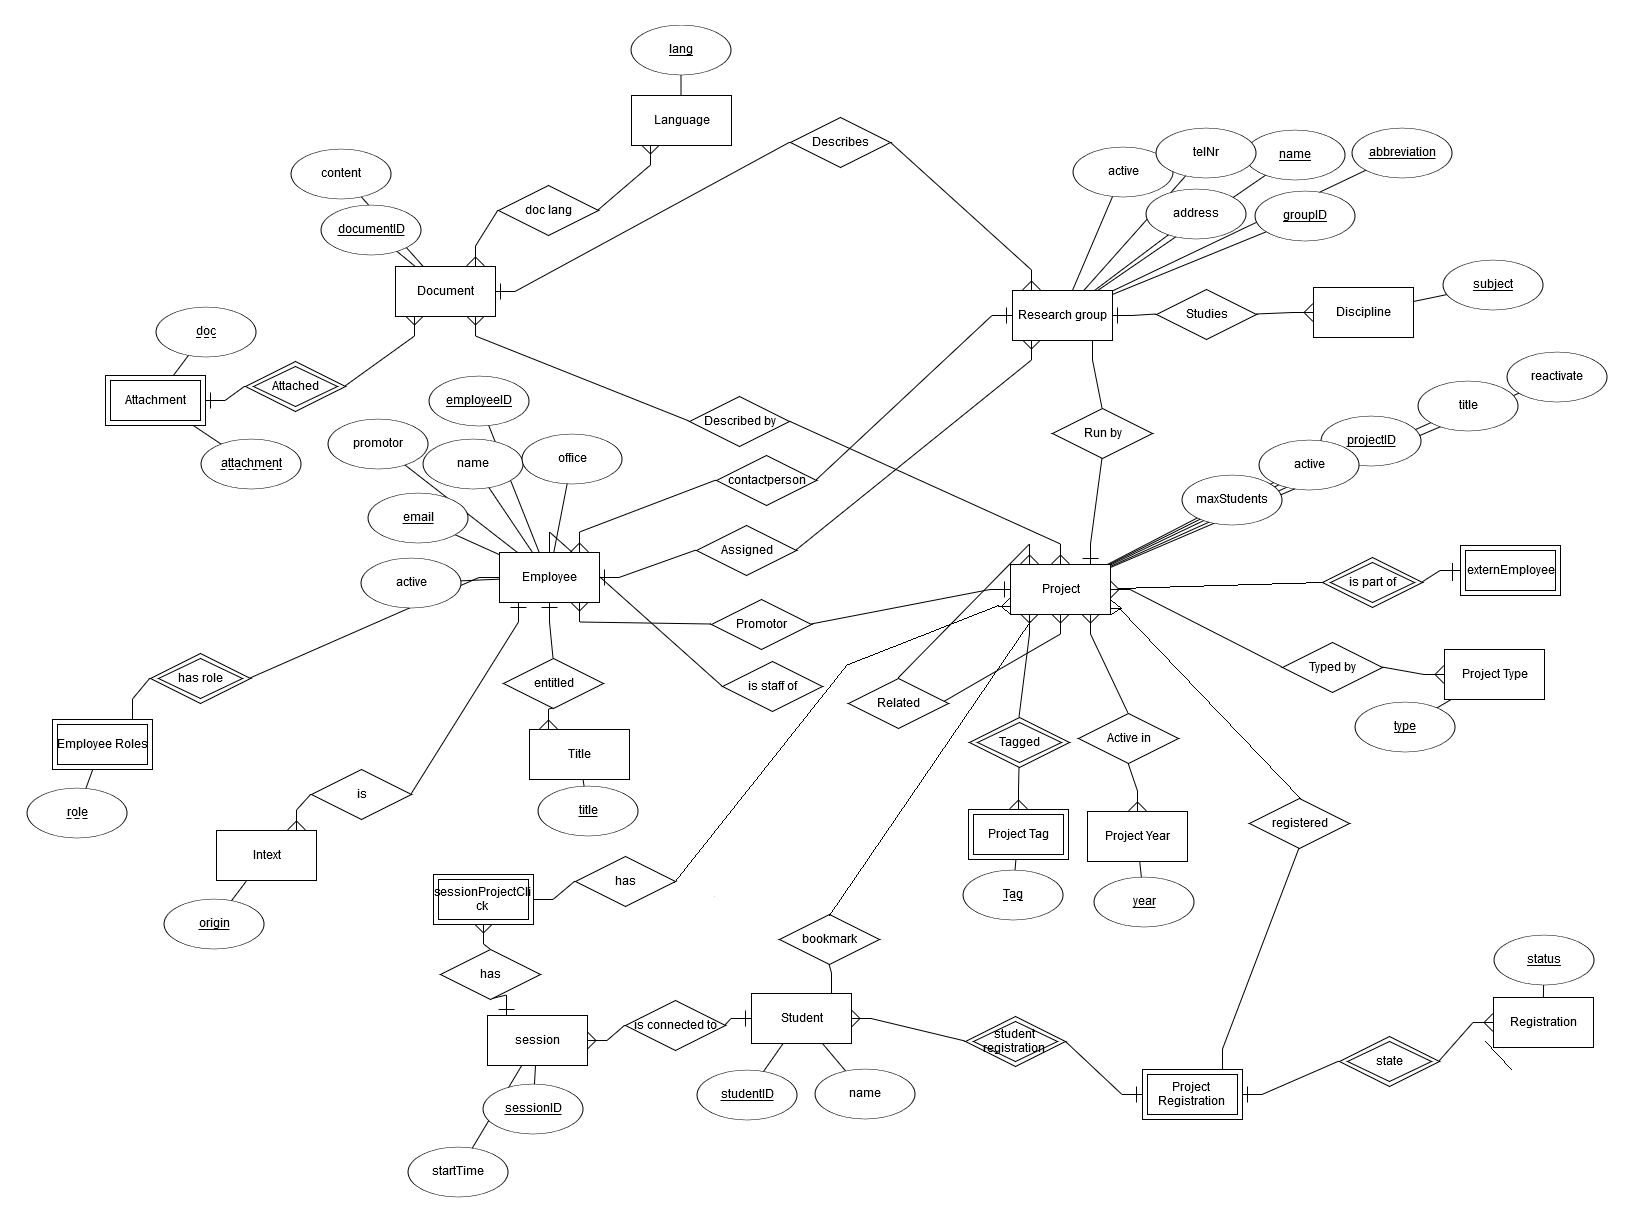 lang
Language
Describes
telNr
name
abbreviation
active
content
doc lang
address
groupID
documentID
Document
Research group
Studies
Discipline
subject
doc
Attached
Attachment
reactivate
title
employeeID
Described by
Run by
projectID
promotor
name
office
active
attachment
contactperson
maxStudents
email
Assigned
Employee
active
Project
is part of
externEmployee
Promotor
has role
entitled
is staff of
Related
Typed by
Project Type
type
Employee Roles
Title
Tagged
Active in
role
is
title
registered
Intext
Project Tag
Project Year
sessionProjectCli
ck
has
Tag
year
origin
bookmark
has
status
session
is connected to
Student
student
registration
Registration
state
Project
Registration
sessionID
studentID
name
startTime